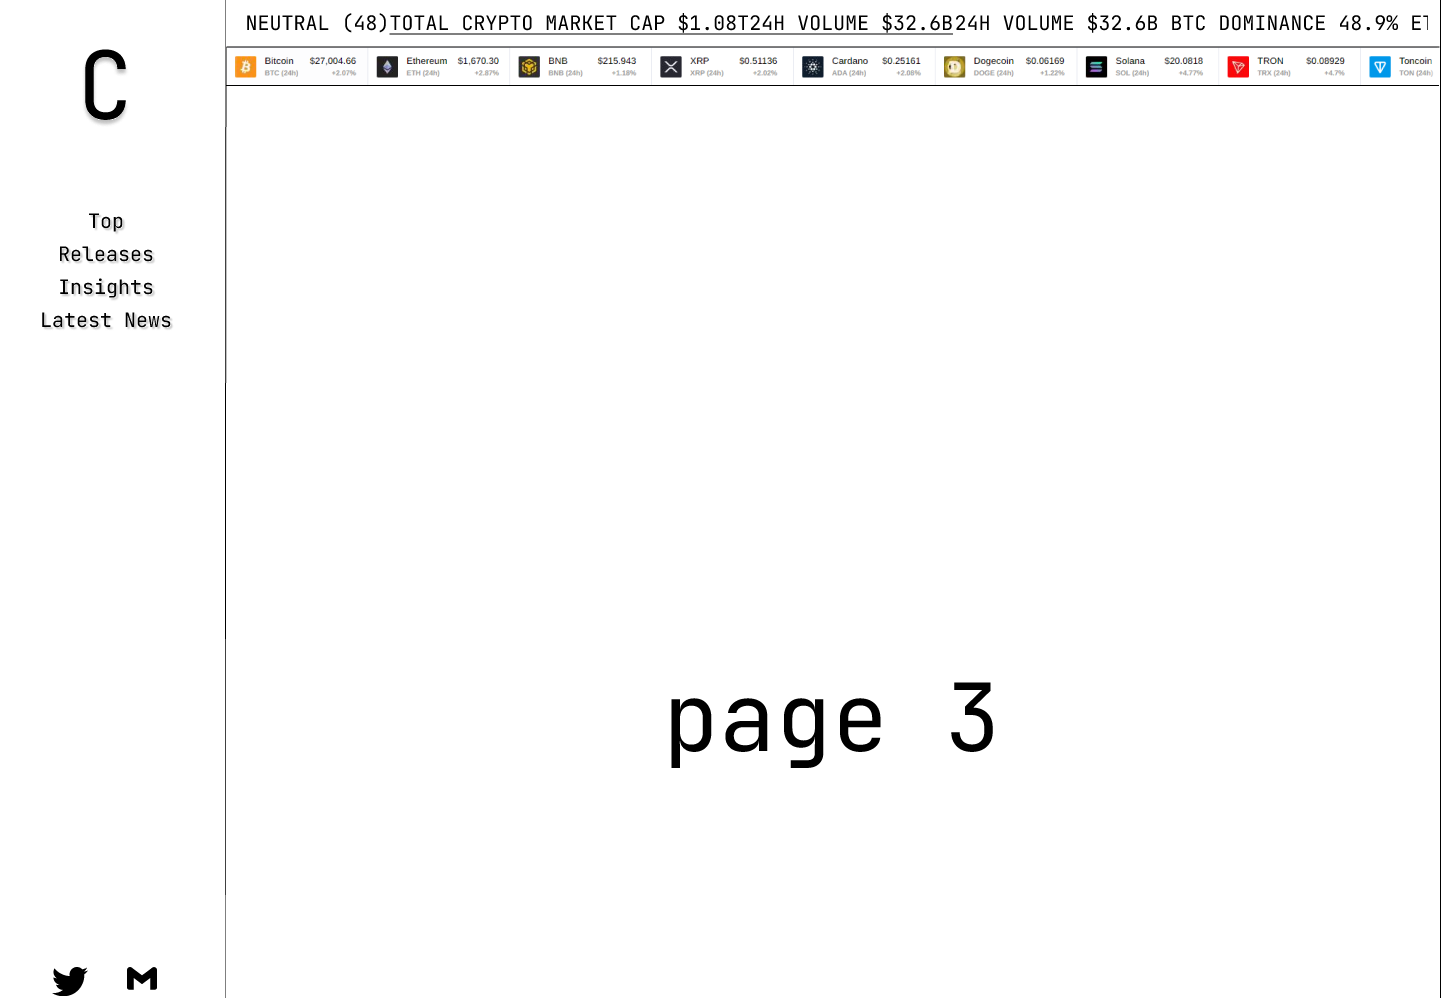 C
Top
Releases
Insights
Latest News
NEUTRAL (48)TOTAL CRYPTO MARKET CAP $1.08T24H VOLUME $32.6B24H VOLUME $32.6B BTC DOMINANCE 48.9%
Bitcoin $27,004.66
BTC (24h) +2.07%
Ethereum $1,670.30
ETH (24h) +2.87%
BNB $215.943
BNB (24h) +1.18%
XRP $0.51136
XRP (24h) +2.02%
Cardano $0.25161
ADA (24h) +2.08%
Dogecoin $0.06169
DOGE (24h) +1.22%
Solana $20.0818
SOL (24h) +4.77%
TRON $0.08929
TRX (24h) +4.7%
Toncoin
TON (24h)
page 3